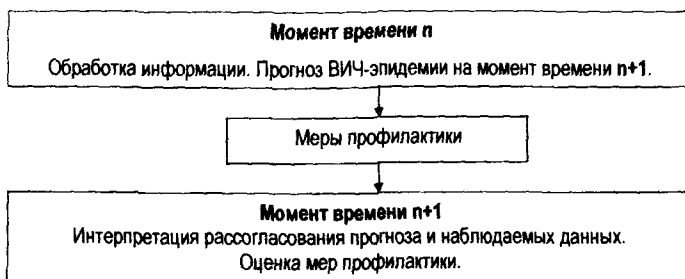 Момент времени n
Обработка информации. Прогноз ВИЧ-эпидемии на момент времени n+1.
Меры профилактики
Момент времени n+1
Интерпретация рассогласования прогноза и наблюдаемых данных.
Оценка мер профилактики.